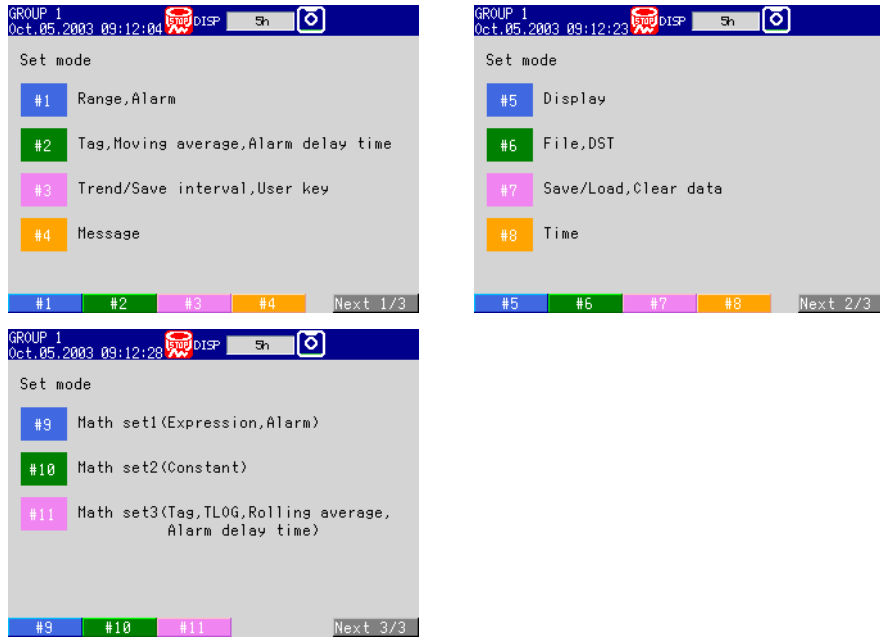 GROUP 1
Oct.05.2003 09:12:04 STOP DISP 5h
Set mode
#1 Range,Alarm
#2 Tag,Moving average,Alarm delay time
#3 Trend/Save interval,User key
#4 Message
#1 #2 #3 #4 Next 1/3
GROUP 1
Oct.05.2003 09:12:23 STOP DISP 5h
Set mode
#5 Display
#6 File,DST
#7 Save/Load,Clear data
#8 Time
#5 #6 #7 #8 Next 2/3
GROUP 1
Oct.05.2003 09:12:28 STOP DISP 5h
Set mode
#9 Math set1(Expression,Alarm)
#10 Math set2(Constant)
#11 Math set3(Tag,TLOG,Rolling average,
Alarm delay time)
#9 #10 #11 Next 3/3